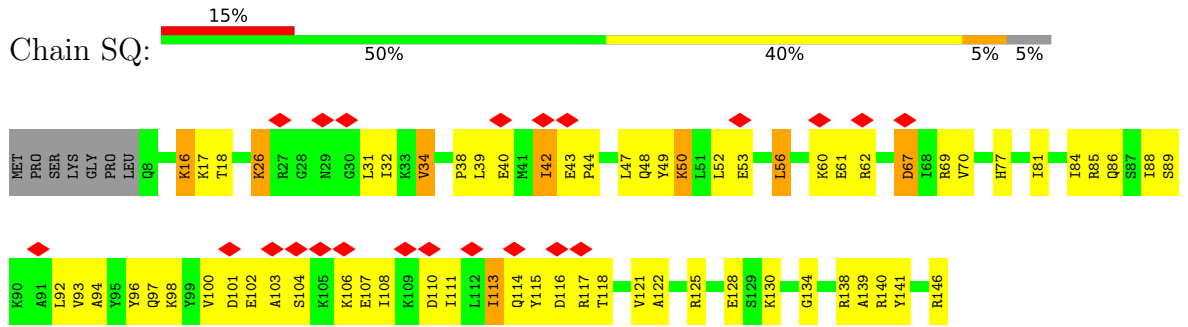 15%
Chain SQ:
50% 40% 5% 5%
MET PRO SER LYS GLY PRO LEU Q8 K16 K17 T18 K26 R27 G28 N29 G30 L31 I32 K33 V34 P38 L39 E40 M41 I42 E43 P44 L47 Q48 Y49 K50 L51 L52 E53 L56 K60 E61 R62 D67 I68 R69 V70 H77 I81 I84 R85 Q86 S87 I88 S89
K90 A91 L92 V93 A94 Y95 Y96 Q97 K98 Y99 V100 D101 E102 A103 S104 K105 K106 E107 I108 K109 D110 I111 L112 I113 Q114 Y115 D116 R117 T118 V121 A122 R125 E128 S129 K130 G134 R138 A139 R140 Y141 R146